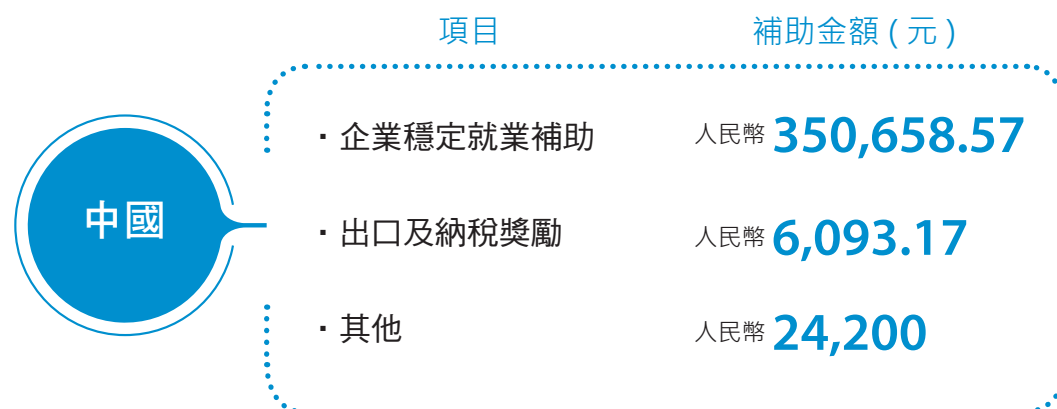 項目 補助金額 ( 元 )
・企業穩定就業補助 人民幣 350,658.57
中國
・出口及納稅獎勵 人民幣 6,093.17
・其他 人民幣 24,200